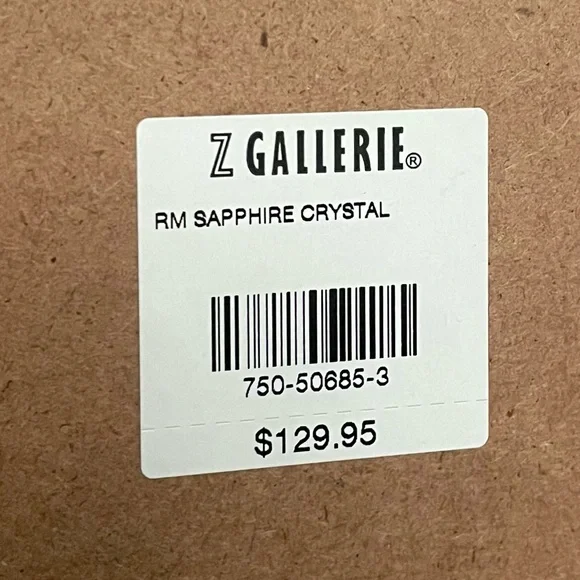 Z GALLERIE®
RM SAPPHIRE CRYSTAL
750-50685-3
$129.95